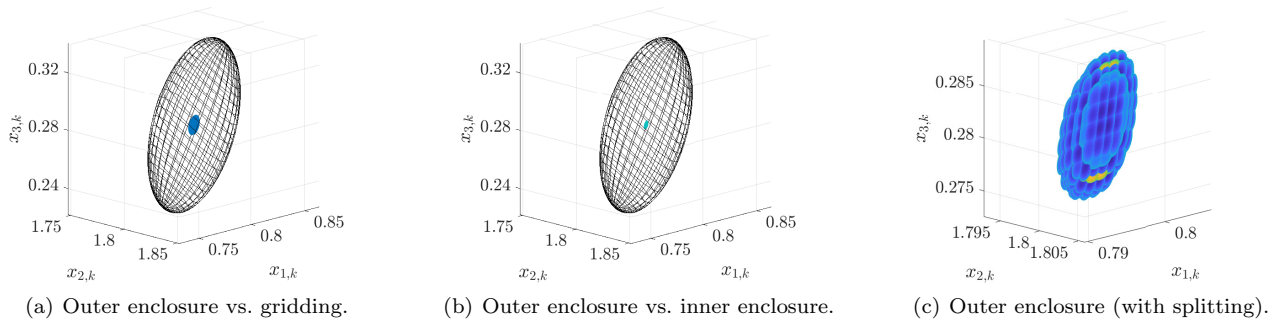 0.32
0.28
0.24
x_{3,k}
1.75
1.8
1.85
x_{2,k}
0.75
0.8
0.85
x_{1,k}
(a) Outer enclosure vs. gridding.
0.32
0.28
0.24
x_{3,k}
1.75
1.8
1.85
x_{2,k}
0.75
0.8
0.85
x_{1,k}
(b) Outer enclosure vs. inner enclosure.
0.285
0.28
0.275
x_{3,k}
1.795
1.8
1.805
x_{2,k}
0.79
0.8
x_{1,k}
(c) Outer enclosure (with splitting).